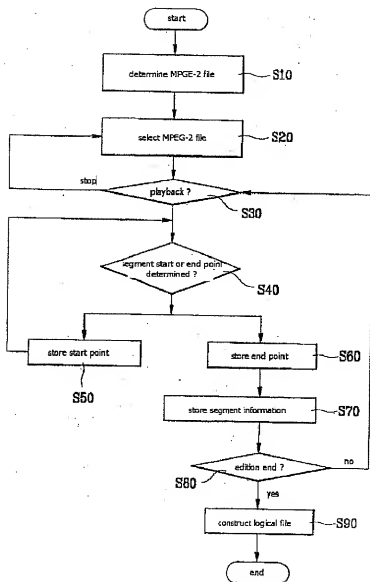 start
determine MPGE-2 file
S10
select MPEG-2 file
S20
stop
playback ?
S30
segment start or end point
determined ?
S40
store start point
S50
store end point
S60
store segment information
S70
edition end ?
no
S80
yes
construct logical file
S90
end